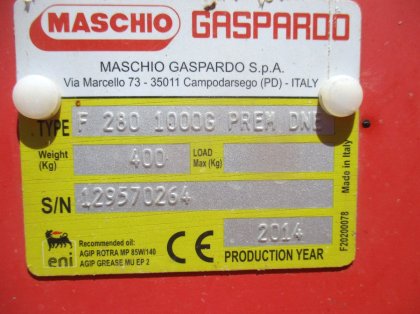 MASCHIO GASPARDO
MASCHIO GASPARDO S.p.A.
Via Marcello 73 - 35011 Campodarsego (PD) - ITALY
TYPE F 280 1000G PREM DNE
Weight (Kg) 400 LOAD Max (Kg)
S/N 129570264
Made in Italy
F20200078
eni
Recommended oil:
AGIP ROTRA MP 85W/140
AGIP GREASE MU EP 2
CE
2014
PRODUCTION YEAR